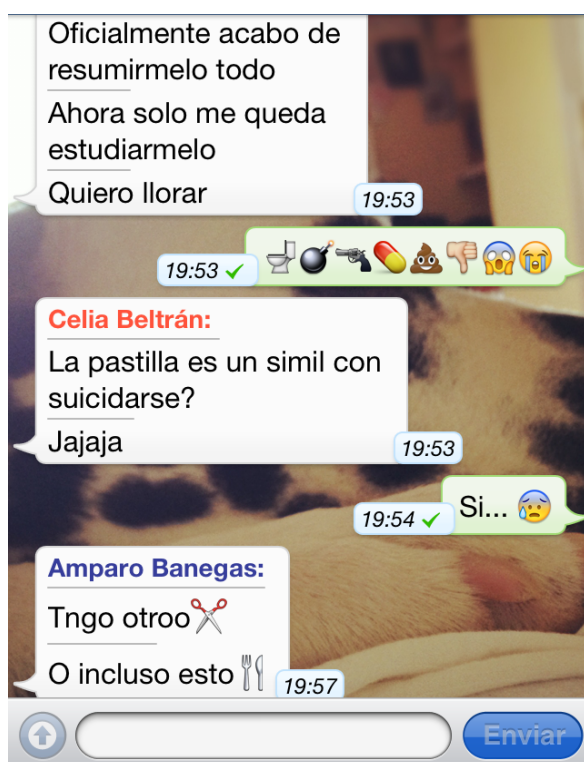 Oficialmente acabo de
resumirmelo todo
Ahora solo me queda
estudiarmelo
Quiero llorar
19:53
19:53 ✓ 🚽💣🔫💊💩👎😱😭
Celia Beltrán:
La pastilla es un simil con
suicidarse?
Jajaja
19:53
19:54 ✓ Si... 😰
Amparo Banegas:
Tngo otroo✂️
O incluso esto🍴
19:57
Enviar